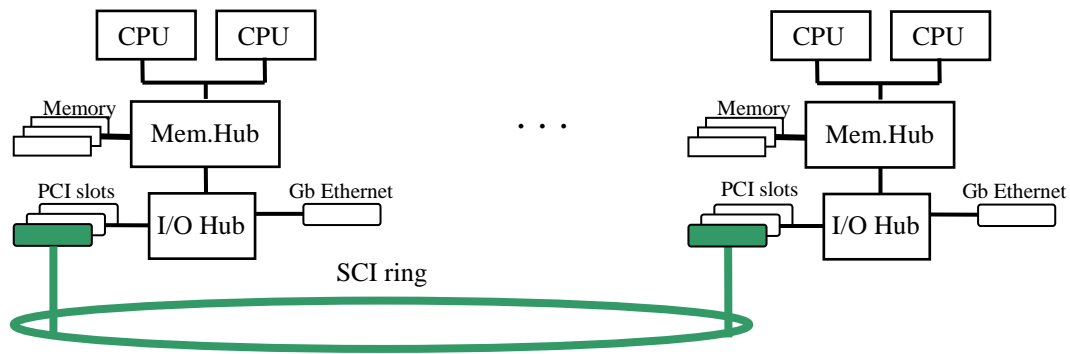 CPU CPU
Memory
Mem.Hub
PCI slots
Gb Ethernet
I/O Hub
. . .
CPU CPU
Memory
Mem.Hub
PCI slots
Gb Ethernet
I/O Hub
SCI ring